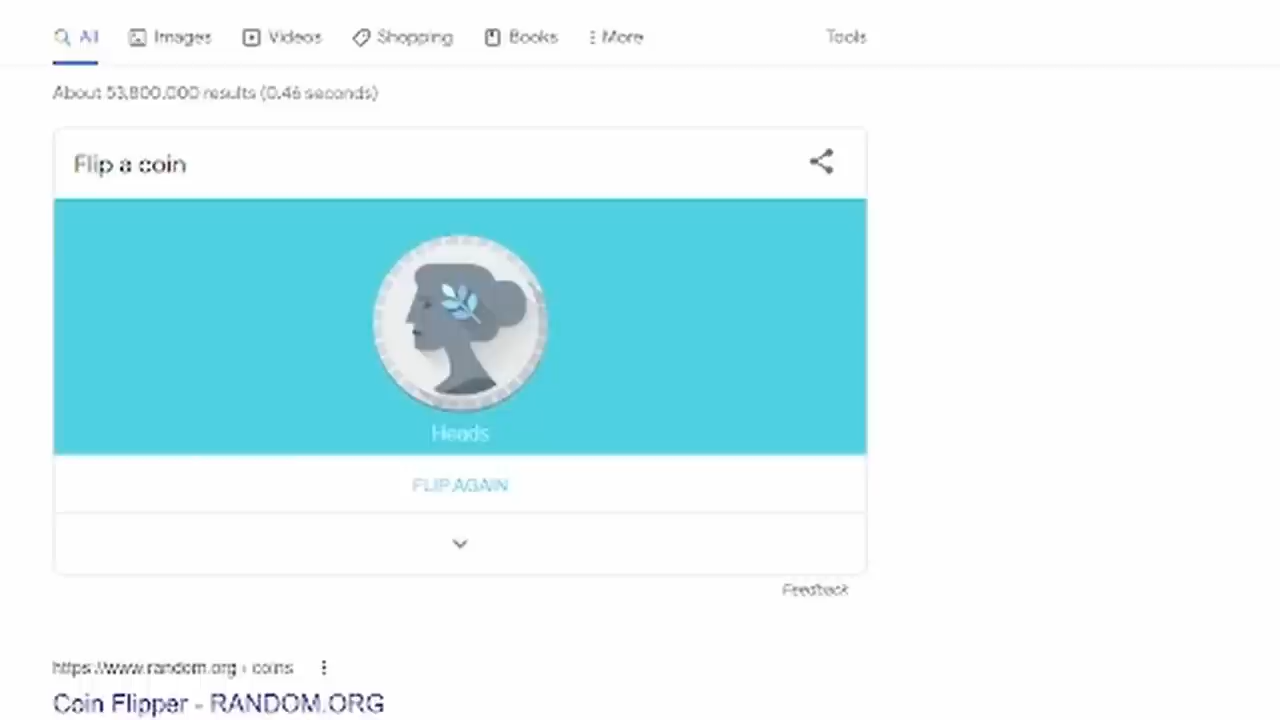 All Images Videos Shopping Books More Tools
About 53,800,000 results (0.46 seconds)
Flip a coin
Heads
FLIP AGAIN
Feedback
https://www.random.org › coins
Coin Flipper - RANDOM.ORG